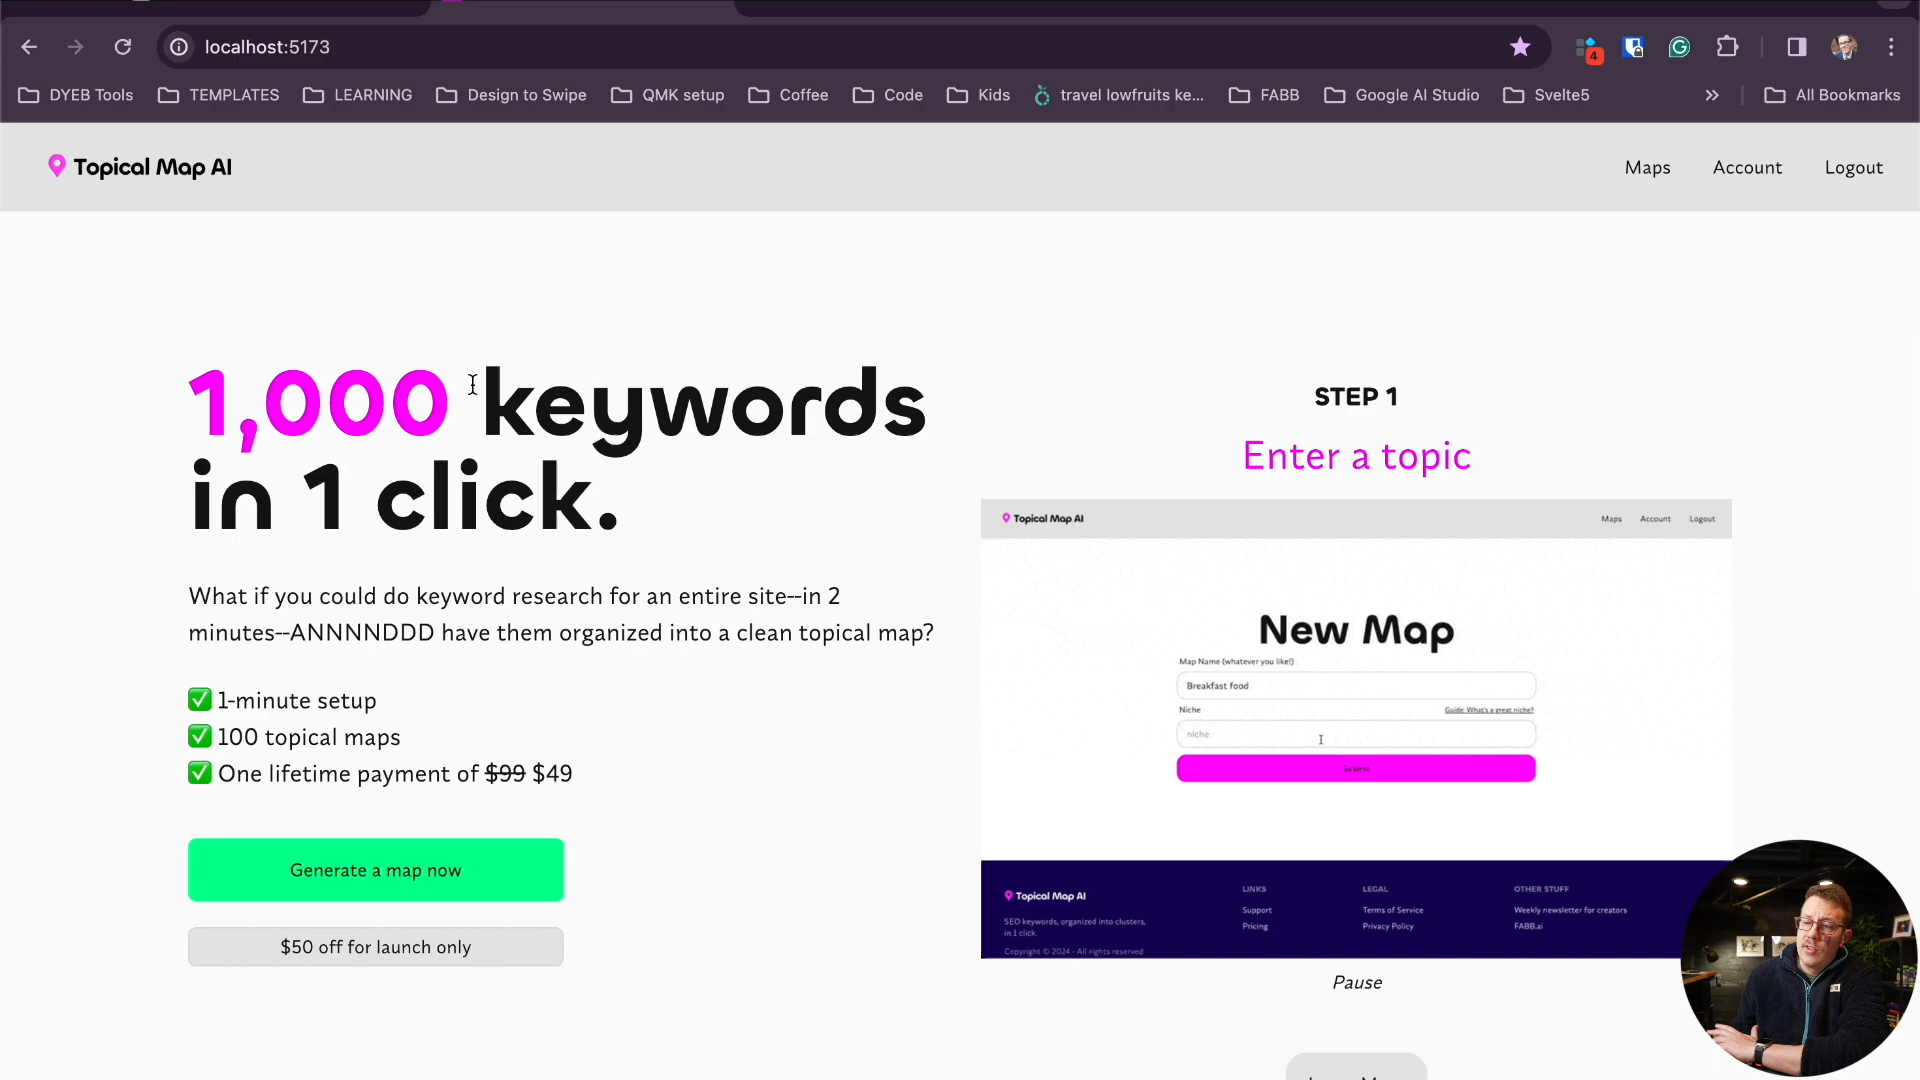 localhost:5173
4
DYEB Tools
TEMPLATES
LEARNING
Design to Swipe
QMK setup
Coffee
Code
Kids
travel lowfruits ke...
FABB
Google AI Studio
Svelte5
All Bookmarks
Topical Map AI
Maps
Account
Logout
1,000 keywords
in 1 click.
What if you could do keyword research for an entire site--in 2
minutes--ANNNNDDD have them organized into a clean topical map?
✅ 1-minute setup
✅ 100 topical maps
✅ One lifetime payment of $99 $49
Generate a map now
$50 off for launch only
STEP 1
Enter a topic
Topical Map AI
Maps
Account
Logout
New Map
Map Name (whatever you like!)
Breakfast food
Niche
Guide: What's a great niche?
niche
Submit
Topical Map AI
SEO keywords, organized into clusters,
in 1 click.
Copyright © 2024 - All rights reserved
LINKS
Support
Pricing
LEGAL
Terms of Service
Privacy Policy
OTHER STUFF
Weekly newsletter for creators
FABB.ai
Pause